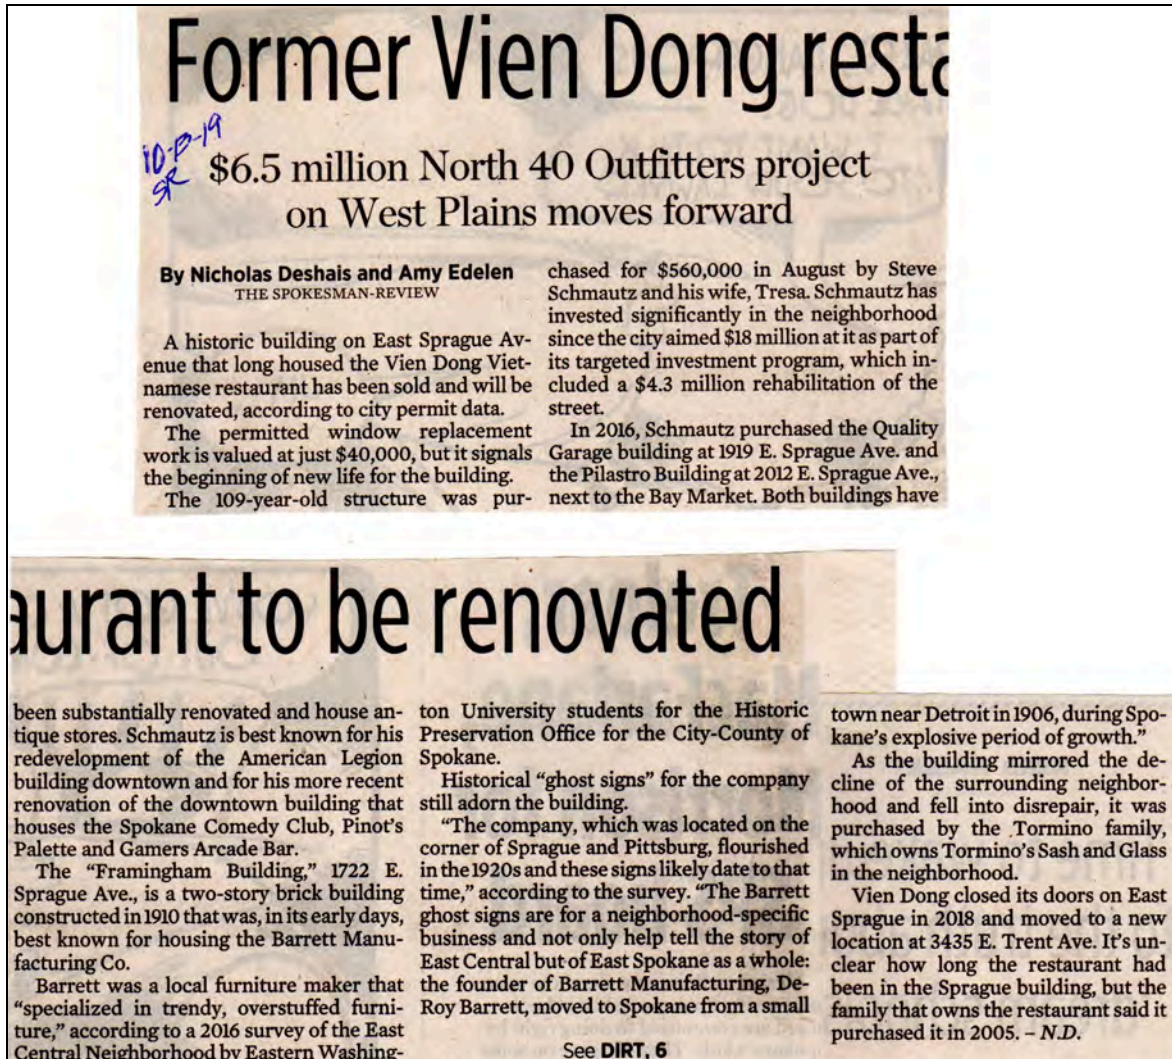 Former Vien Dong resta
10-13-19
SR
$6.5 million North 40 Outfitters project
on West Plains moves forward
By Nicholas Deshais and Amy Edelen
THE SPOKESMAN-REVIEW
A historic building on East Sprague Av-
enue that long housed the Vien Dong Viet-
namese restaurant has been sold and will be
renovated, according to city permit data.
The permitted window replacement
work is valued at just $40,000, but it signals
the beginning of new life for the building.
The 109-year-old structure was pur-
chased for $560,000 in August by Steve
Schmautz and his wife, Tresa. Schmautz has
invested significantly in the neighborhood
since the city aimed $18 million at it as part of
its targeted investment program, which in-
cluded a $4.3 million rehabilitation of the
street.
In 2016, Schmautz purchased the Quality
Garage building at 1919 E. Sprague Ave. and
the Pilastro Building at 2012 E. Sprague Ave.,
next to the Bay Market. Both buildings have
aurant to be renovated
been substantially renovated and house an-
tique stores. Schmautz is best known for his
redevelopment of the American Legion
building downtown and for his more recent
renovation of the downtown building that
houses the Spokane Comedy Club, Pinot's
Palette and Gamers Arcade Bar.
The "Framingham Building," 1722 E.
Sprague Ave., is a two-story brick building
constructed in 1910 that was, in its early days,
best known for housing the Barrett Manu-
facturing Co.
Barrett was a local furniture maker that
"specialized in trendy, overstuffed furni-
ture," according to a 2016 survey of the East
Central Neighborhood by Eastern Washing-
ton University students for the Historic
Preservation Office for the City-County of
Spokane.
Historical "ghost signs" for the company
still adorn the building.
"The company, which was located on the
corner of Sprague and Pittsburg, flourished
in the 1920s and these signs likely date to that
time," according to the survey. "The Barrett
ghost signs are for a neighborhood-specific
business and not only help tell the story of
East Central but of East Spokane as a whole:
the founder of Barrett Manufacturing, De-
Roy Barrett, moved to Spokane from a small
See DIRT, 6
town near Detroit in 1906, during Spo-
kane's explosive period of growth."
As the building mirrored the de-
cline of the surrounding neighbor-
hood and fell into disrepair, it was
purchased by the Tormino family,
which owns Tormino's Sash and Glass
in the neighborhood.
Vien Dong closed its doors on East
Sprague in 2018 and moved to a new
location at 3435 E. Trent Ave. It's un-
clear how long the restaurant had
been in the Sprague building, but the
family that owns the restaurant said it
purchased it in 2005. – N.D.